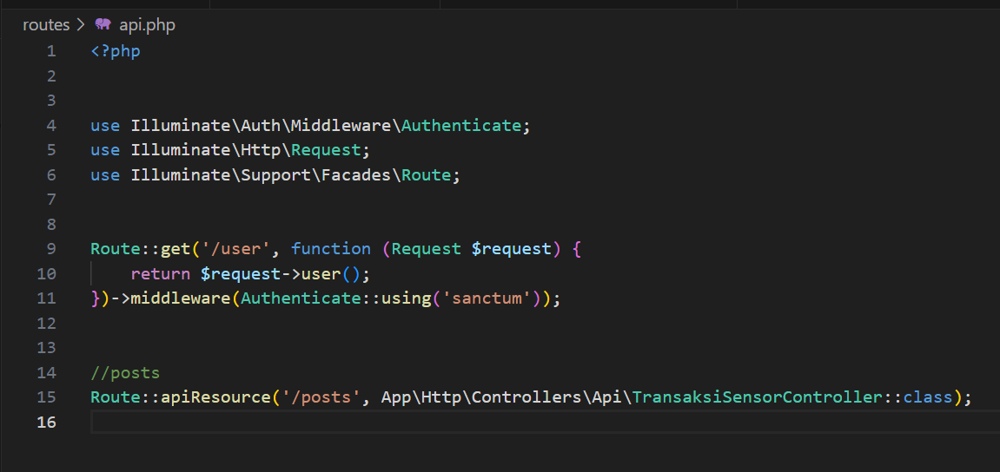 routes > api.php
1 <?php
2
3
4 use Illuminate\Auth\Middleware\Authenticate;
5 use Illuminate\Http\Request;
6 use Illuminate\Support\Facades\Route;
7
8
9 Route::get('/user', function (Request $request) {
10     return $request->user();
11 })->middleware(Authenticate::using('sanctum'));
12
13
14 //posts
15 Route::apiResource('/posts', App\Http\Controllers\Api\TransaksiSensorController::class);
16